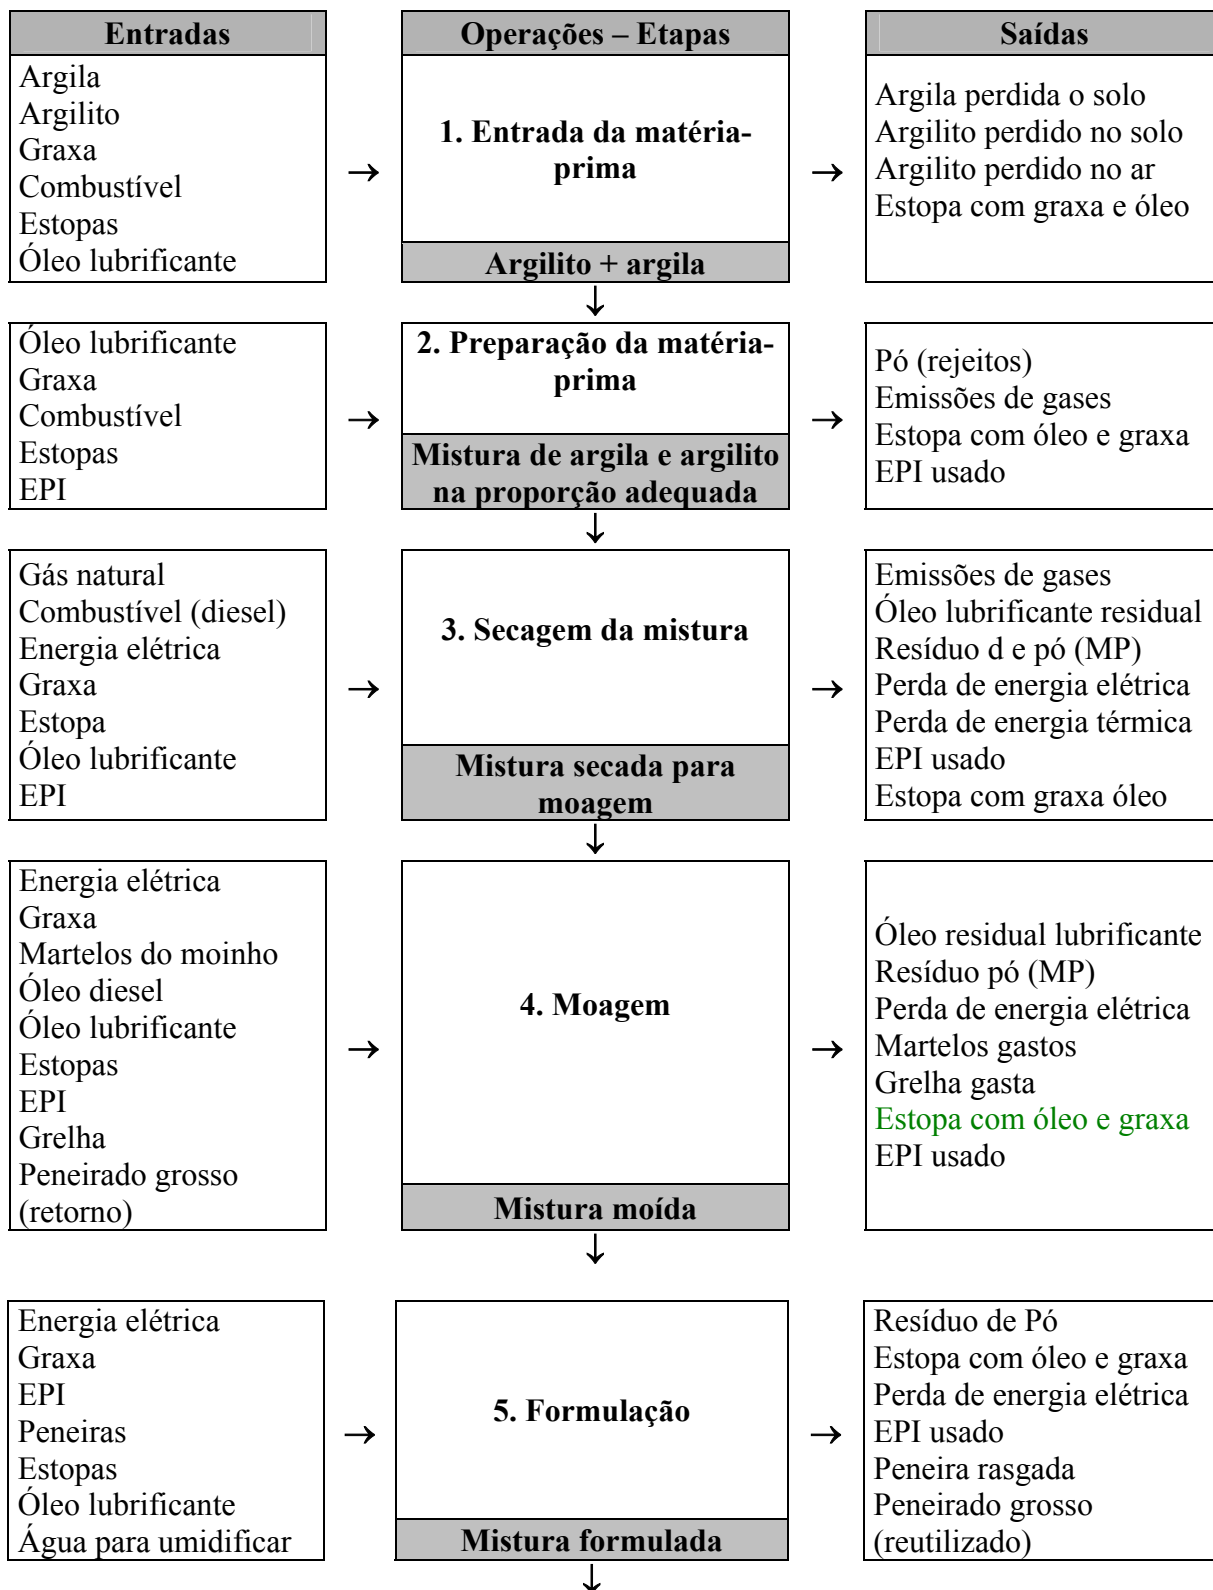 Entradas
Operações – Etapas
Saídas
Argila
Argilito
Graxa
Combustível
Estopas
Óleo lubrificante
→
1. Entrada da matéria-
prima
Argilito + argila
→
Argila perdida o solo
Argilito perdido no solo
Argilito perdido no ar
Estopa com graxa e óleo
↓
Óleo lubrificante
Graxa
Combustível
Estopas
EPI
→
2. Preparação da matéria-
prima
Mistura de argila e argilito
na proporção adequada
→
Pó (rejeitos)
Emissões de gases
Estopa com óleo e graxa
EPI usado
↓
Gás natural
Combustível (diesel)
Energia elétrica
Graxa
Estopa
Óleo lubrificante
EPI
→
3. Secagem da mistura
Mistura secada para
moagem
→
Emissões de gases
Óleo lubrificante residual
Resíduo d e pó (MP)
Perda de energia elétrica
Perda de energia térmica
EPI usado
Estopa com graxa óleo
↓
Energia elétrica
Graxa
Martelos do moinho
Óleo diesel
Óleo lubrificante
Estopas
EPI
Grelha
Peneirado grosso
(retorno)
→
4. Moagem
Mistura moída
→
Óleo residual lubrificante
Resíduo pó (MP)
Perda de energia elétrica
Martelos gastos
Grelha gasta
Estopa com óleo e graxa
EPI usado
↓
Energia elétrica
Graxa
EPI
Peneiras
Estopas
Óleo lubrificante
Água para umidificar
→
5. Formulação
Mistura formulada
→
Resíduo de Pó
Estopa com óleo e graxa
Perda de energia elétrica
EPI usado
Peneira rasgada
Peneirado grosso
(reutilizado)
↓